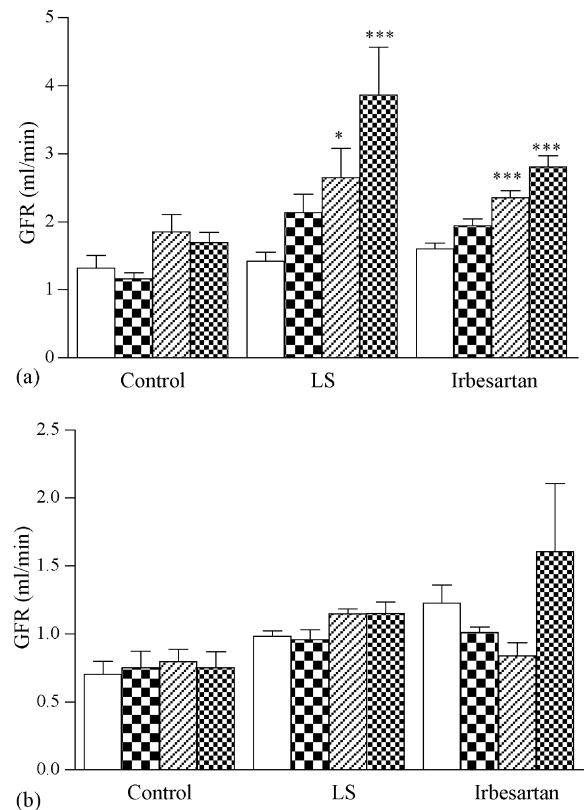 5
4
3
2
1
0
GFR (ml/min)
***
*
***
***
Control LS Irbesartan
(a)
2.5
2.0
1.5
1.0
0.5
0.0
GFR (ml/min)
Control LS Irbesartan
(b)